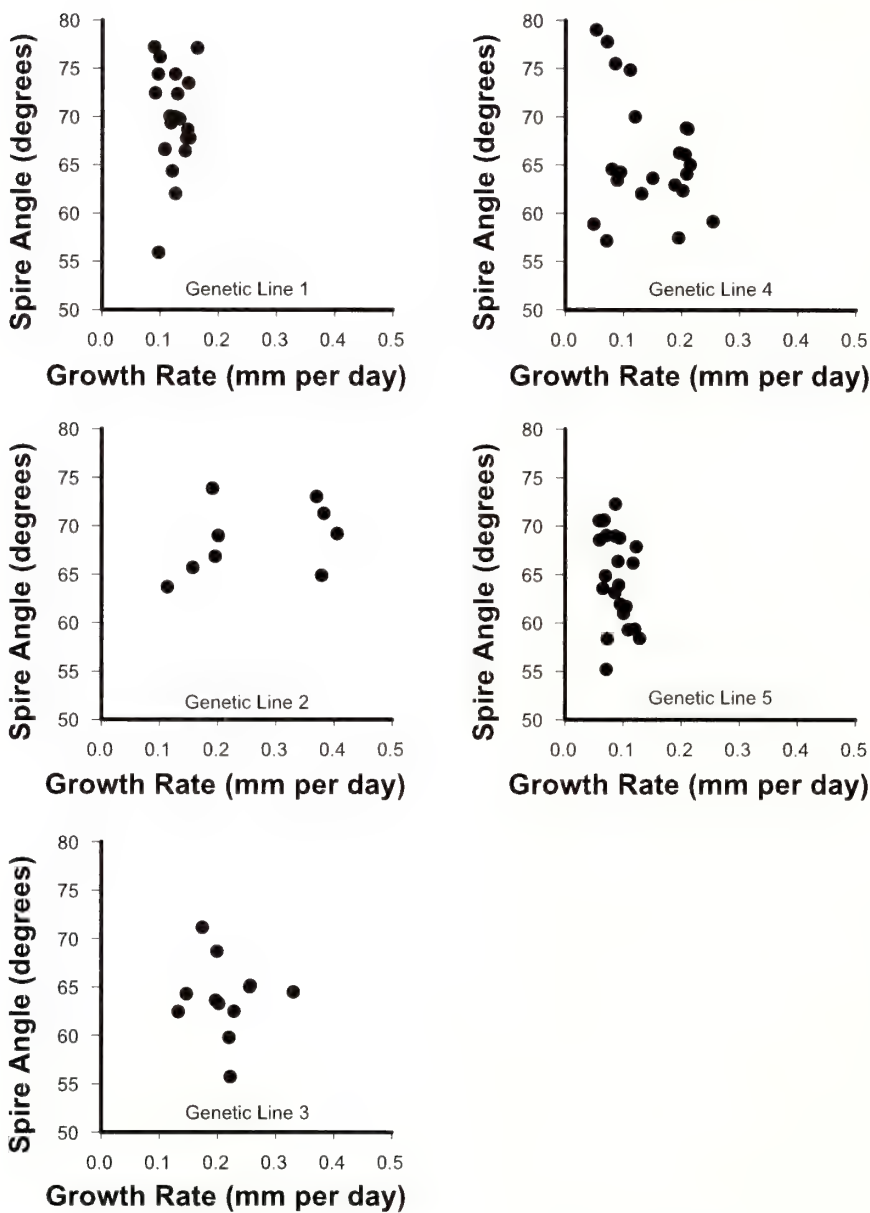 Spire Angle (degrees)
80
75
70
65
60
55
50
Genetic Line 1
0.0 0.1 0.2 0.3 0.4 0.5
Growth Rate (mm per day)
Spire Angle (degrees)
80
75
70
65
60
55
50
Genetic Line 4
0.0 0.1 0.2 0.3 0.4 0.5
Growth Rate (mm per day)
Spire Angle (degrees)
80
75
70
65
60
55
50
Genetic Line 2
0.0 0.1 0.2 0.3 0.4 0.5
Growth Rate (mm per day)
Spire Angle (degrees)
80
75
70
65
60
55
50
Genetic Line 5
0.0 0.1 0.2 0.3 0.4 0.5
Growth Rate (mm per day)
Spire Angle (degrees)
80
75
70
65
60
55
50
Genetic Line 3
0.0 0.1 0.2 0.3 0.4 0.5
Growth Rate (mm per day)